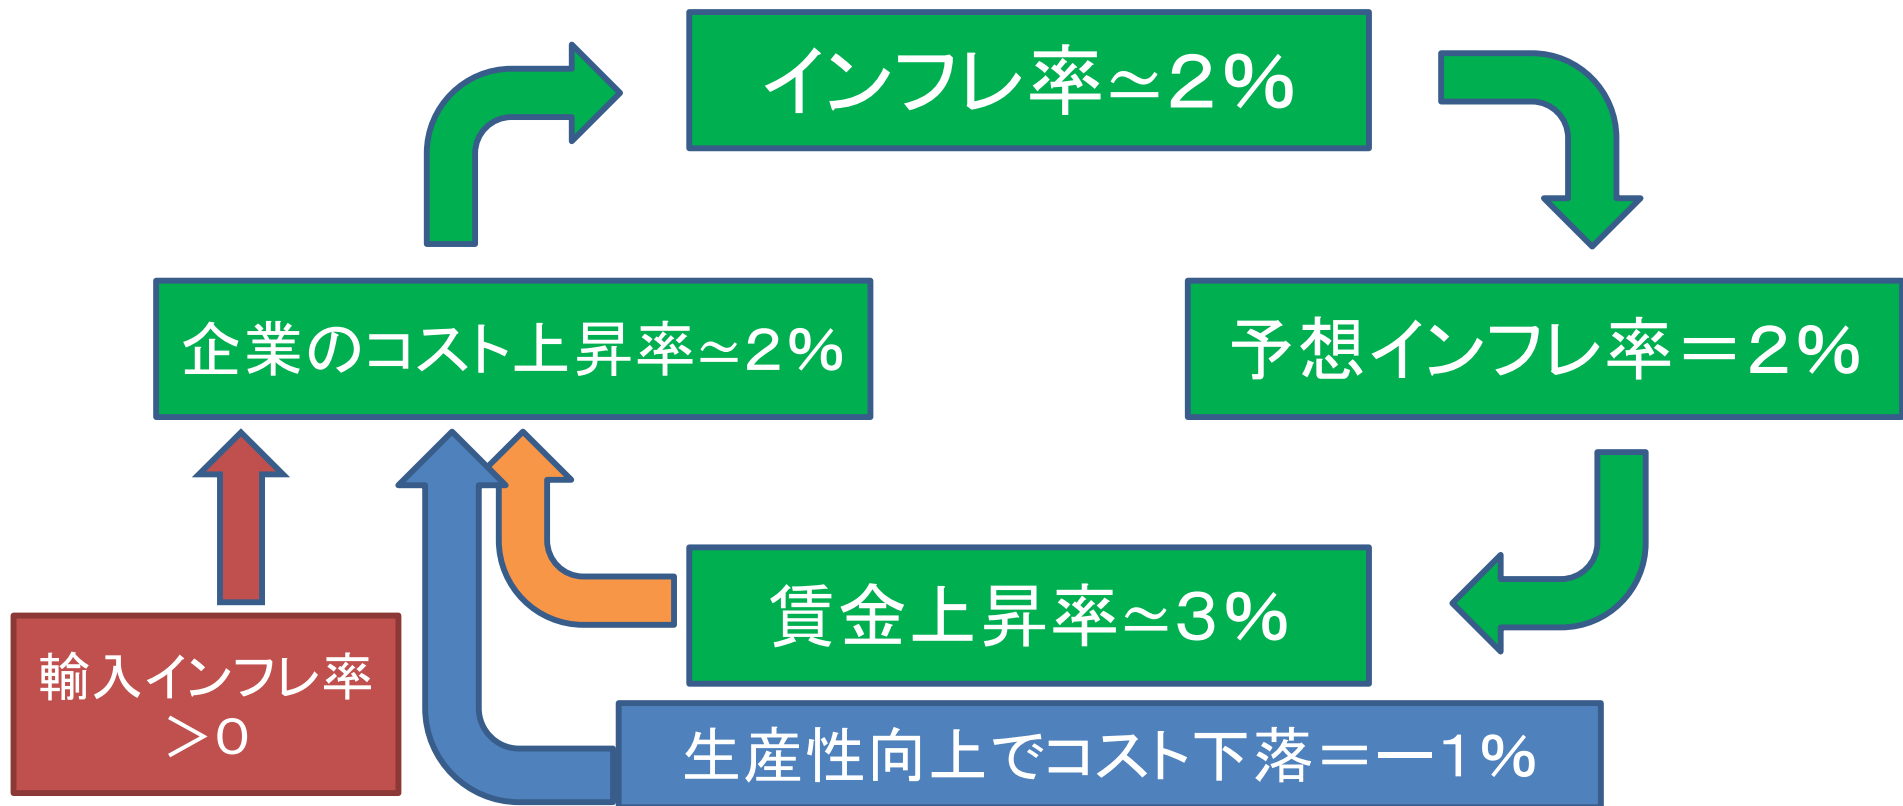 インフレ率≃2%
企業のコスト上昇率≃2%
予想インフレ率=2%
賃金上昇率≃3%
輸入インフレ率
>0
生産性向上でコスト下落=-1%